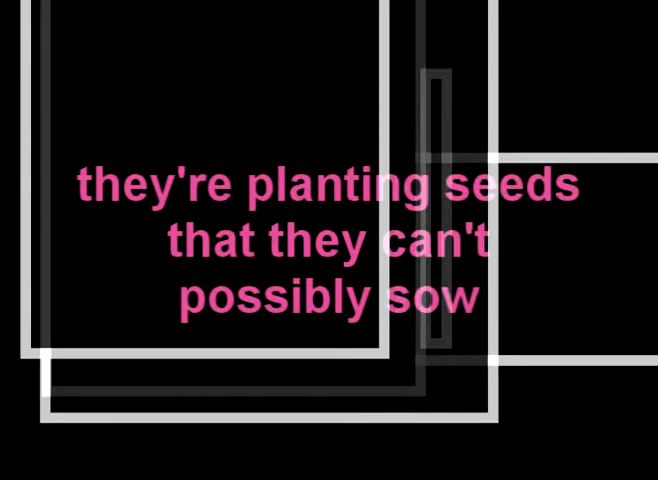 they're planting seeds
that they can't
possibly sow